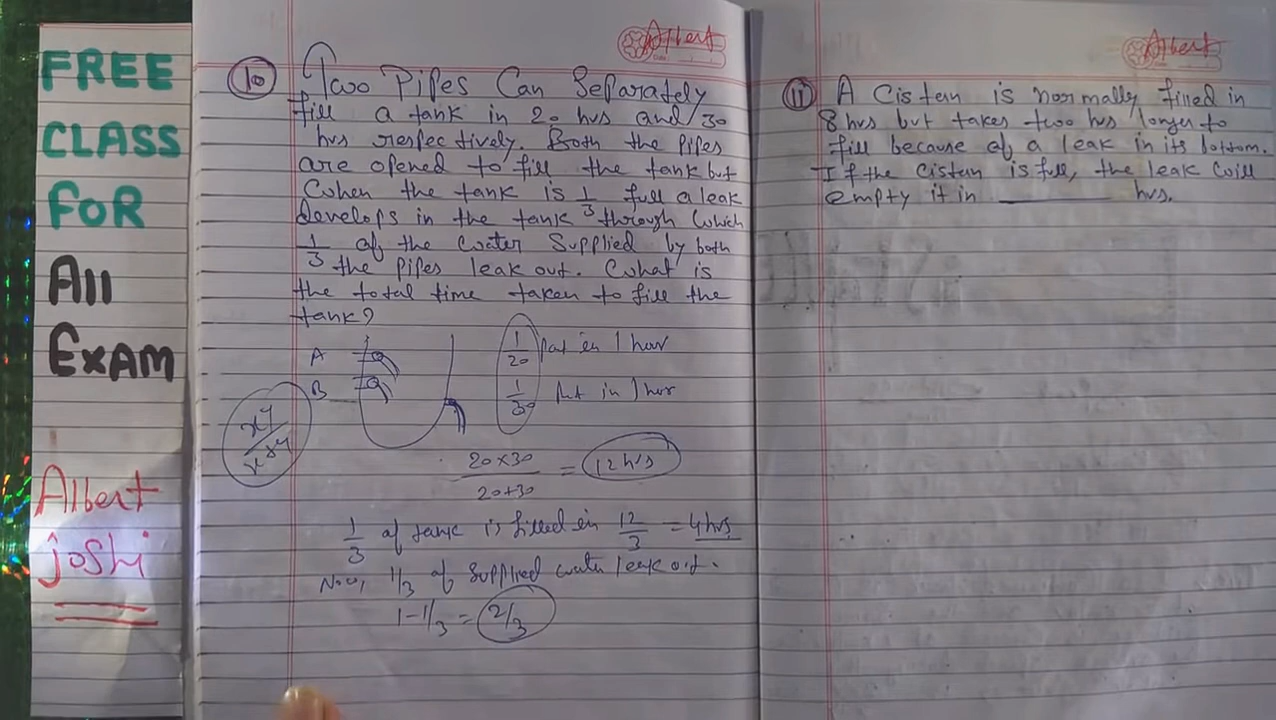 FREE
CLASS
FOR
All
ExAM
Albert
joshi
Albert
10 Two Pipes Can Separately
fill a tank in 20 hrs and 30
hrs respectively. Both the Pipes
are opened to fill the tank but
when the tank is 1/3 full a leak
develops in the tank through which
1/3 of the water Supplied by both
the Pipes leak out. What is
the total time taken to fill the
tank?
A
B
1/20 Part in 1 hour
1/30 Part in 1 hour
xy/x+y
20×30/20+30 = 12 hrs
1/3 of tank is filled in 12/3 = 4 hrs
Now, 1/3 of Supplied water leak out.
1-1/3 = 2/3
Albert
11 A Cistern is normally filled in
8 hrs but takes two hrs longer to
fill because of a leak in its bottom.
If the cistern is full, the leak will
empty it in ________ hrs.